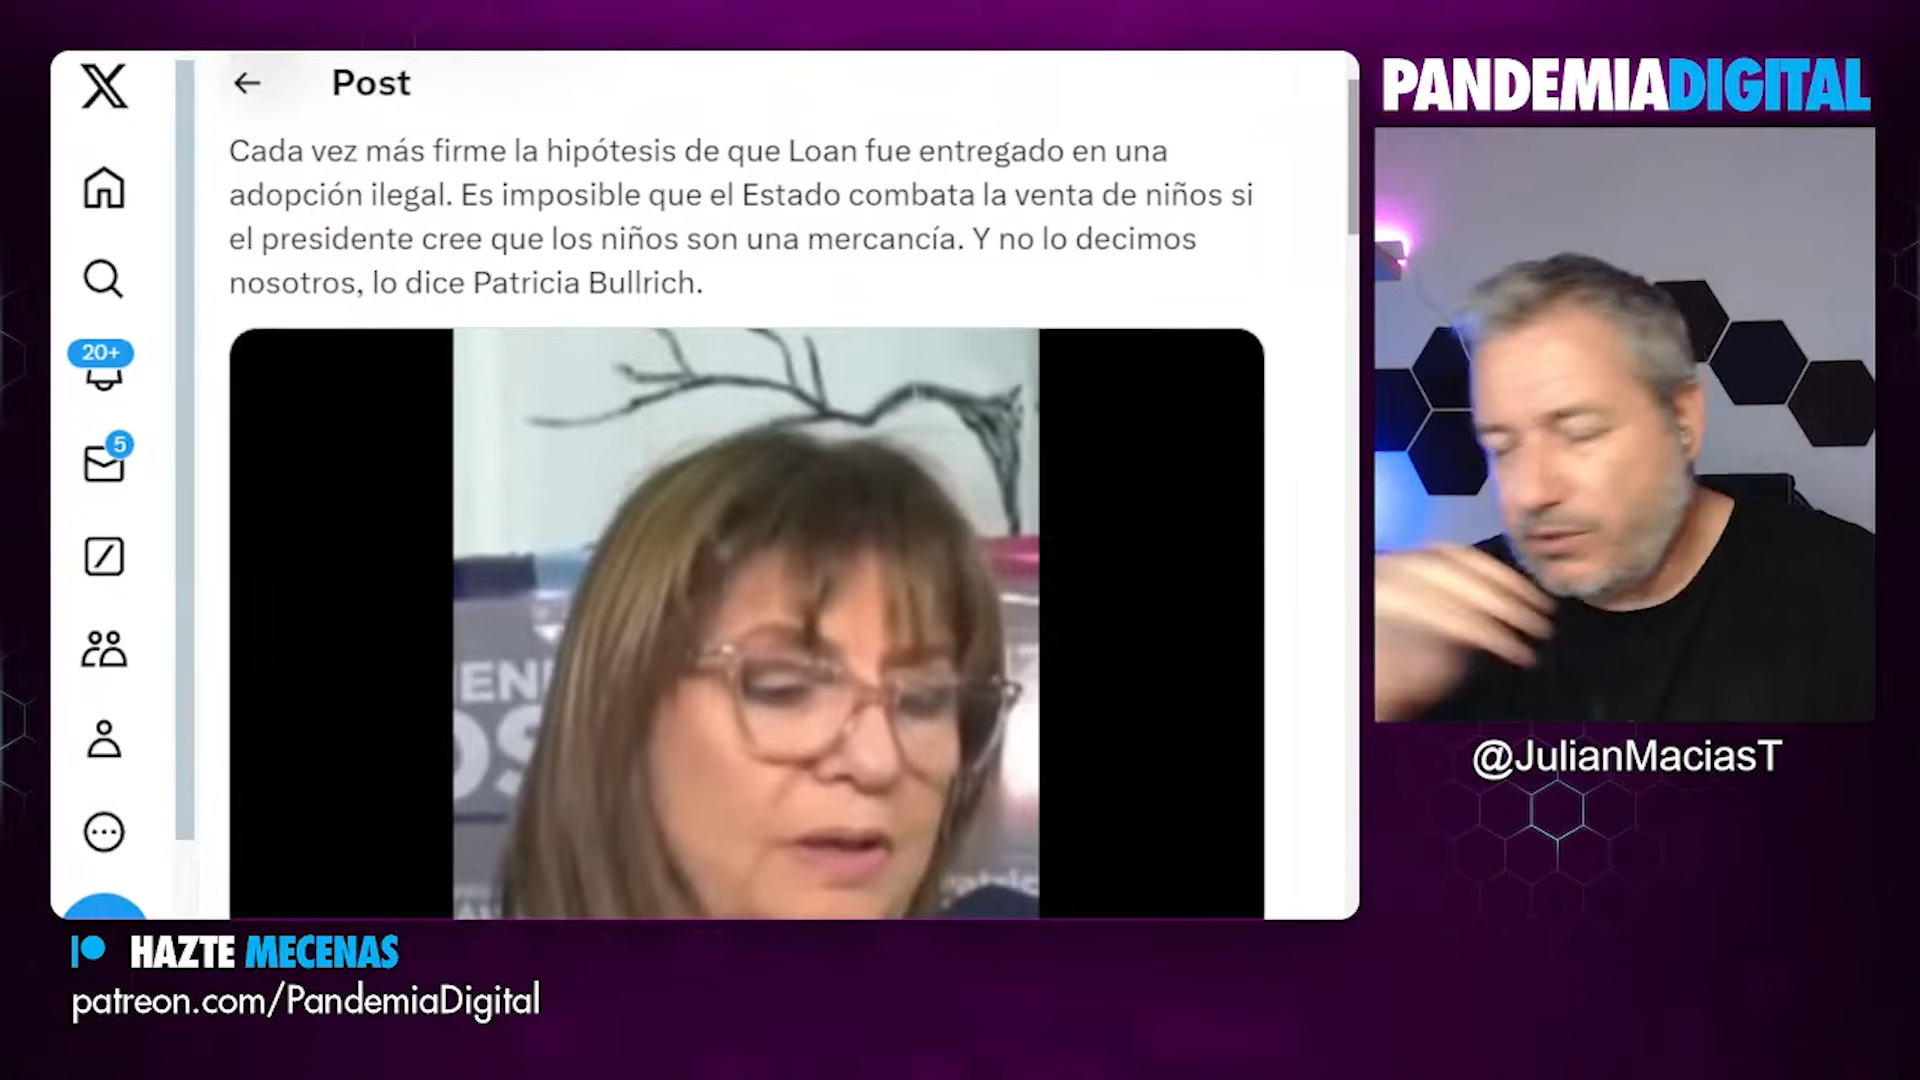 PANDEMIADIGITAL
Post
Cada vez más firme la hipótesis de que Loan fue entregado en una
adopción ilegal. Es imposible que el Estado combata la venta de niños si
el presidente cree que los niños son una mercancía. Y no lo decimos
nosotros, lo dice Patricia Bullrich.
20+
5
ENI
OS
@JulianMaciasT
HAZTE MECENAS
patreon.com/PandemiaDigital